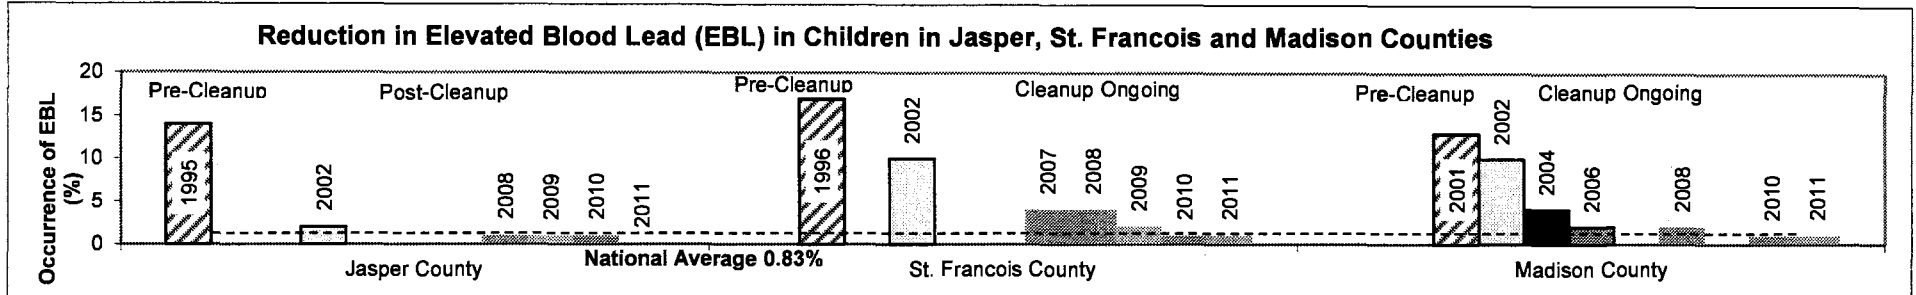 Reduction in Elevated Blood Lead (EBL) in Children in Jasper, St. Francois and Madison Counties
Occurrence of EBL
(%)
20
15
10
5
0
Pre-Cleanup
Post-Cleanup
1995
2002
2008
2009
2010
2011
Jasper County
National Average 0.83%
Pre-Cleanup
Cleanup Ongoing
1996
2002
2007
2008
2009
2010
2011
St. Francois County
Pre-Cleanup
Cleanup Ongoing
2001
2002
2004
2006
2008
2010
2011
Madison County